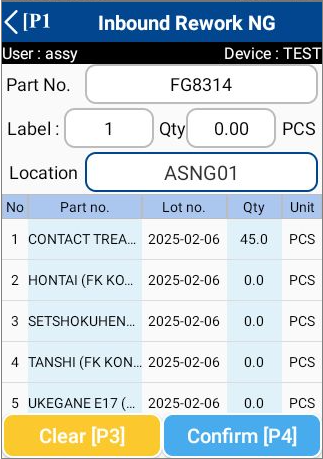 [P1 Inbound Rework NG
User : assy Device : TEST
Part No. FG8314
Label : 1 Qty 0.00 PCS
Location ASNG01
No Part no. Lot no. Qty Unit
1 CONTACT TREA... 2025-02-06 45.0 PCS
2 HONTAI (FK KO... 2025-02-06 0.0 PCS
3 SETSHOKUHEN... 2025-02-06 0.0 PCS
4 TANSHI (FK KON... 2025-02-06 0.0 PCS
5 UKEGANE E17 (... 2025-02-06 0.0 PCS
Clear [P3] Confirm [P4]